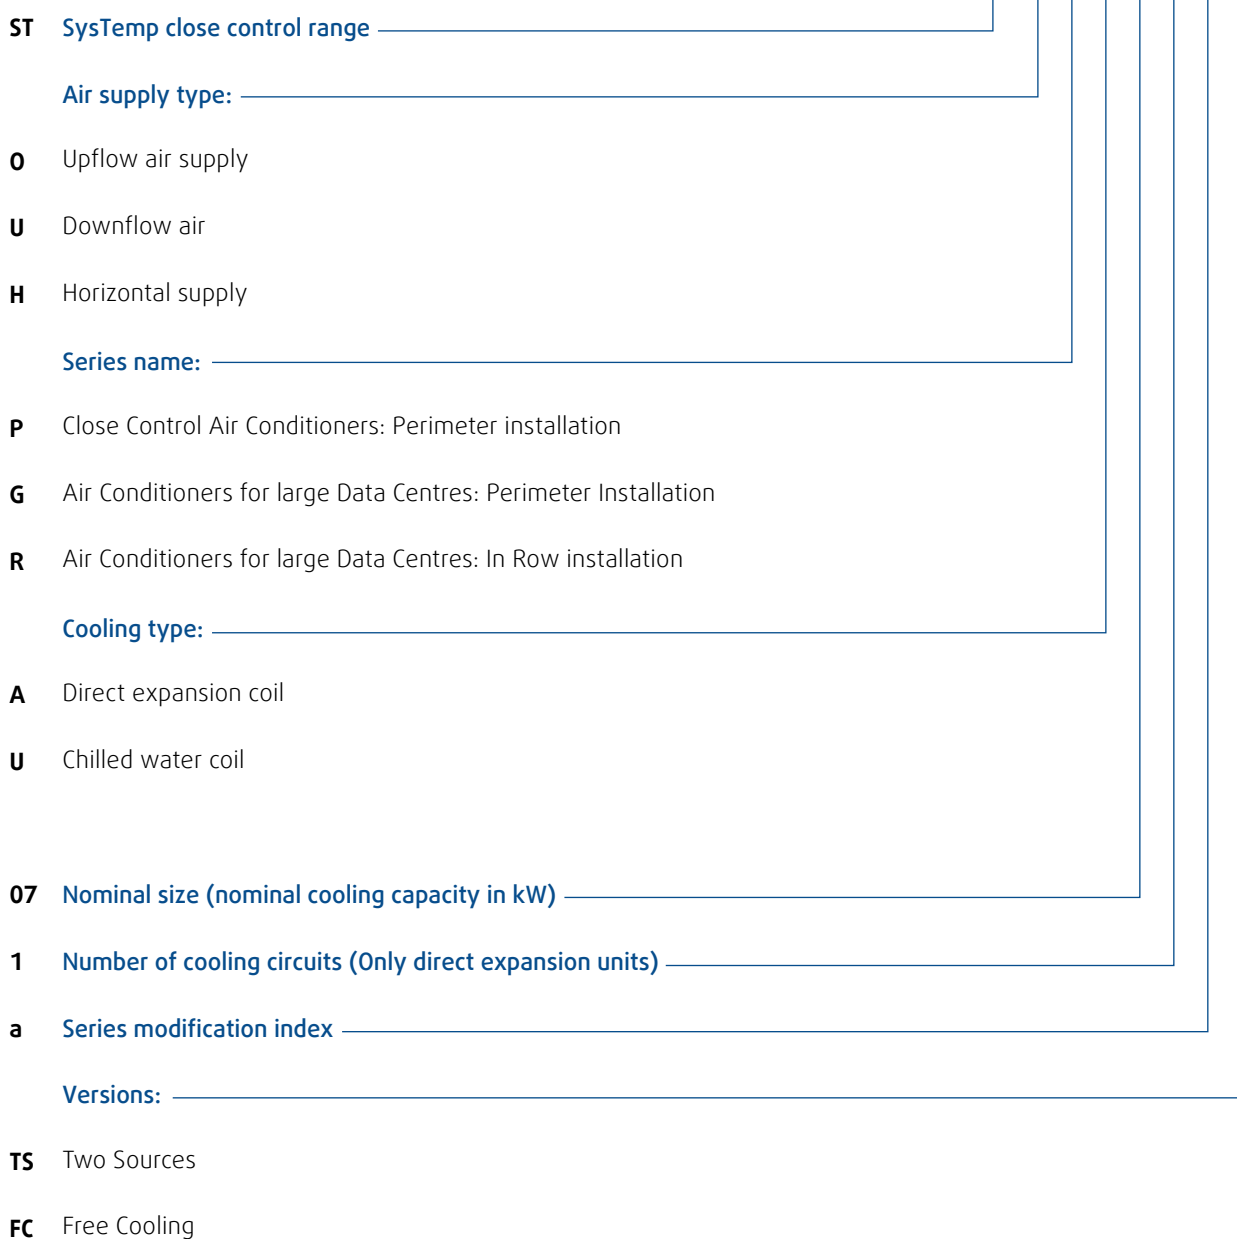 ST SysTemp close control range
Air supply type:
O Upflow air supply
U Downflow air
H Horizontal supply
Series name:
P Close Control Air Conditioners: Perimeter installation
G Air Conditioners for large Data Centres: Perimeter Installation
R Air Conditioners for large Data Centres: In Row installation
Cooling type:
A Direct expansion coil
U Chilled water coil
07 Nominal size (nominal cooling capacity in kW)
1 Number of cooling circuits (Only direct expansion units)
a Series modification index
Versions:
TS Two Sources
FC Free Cooling